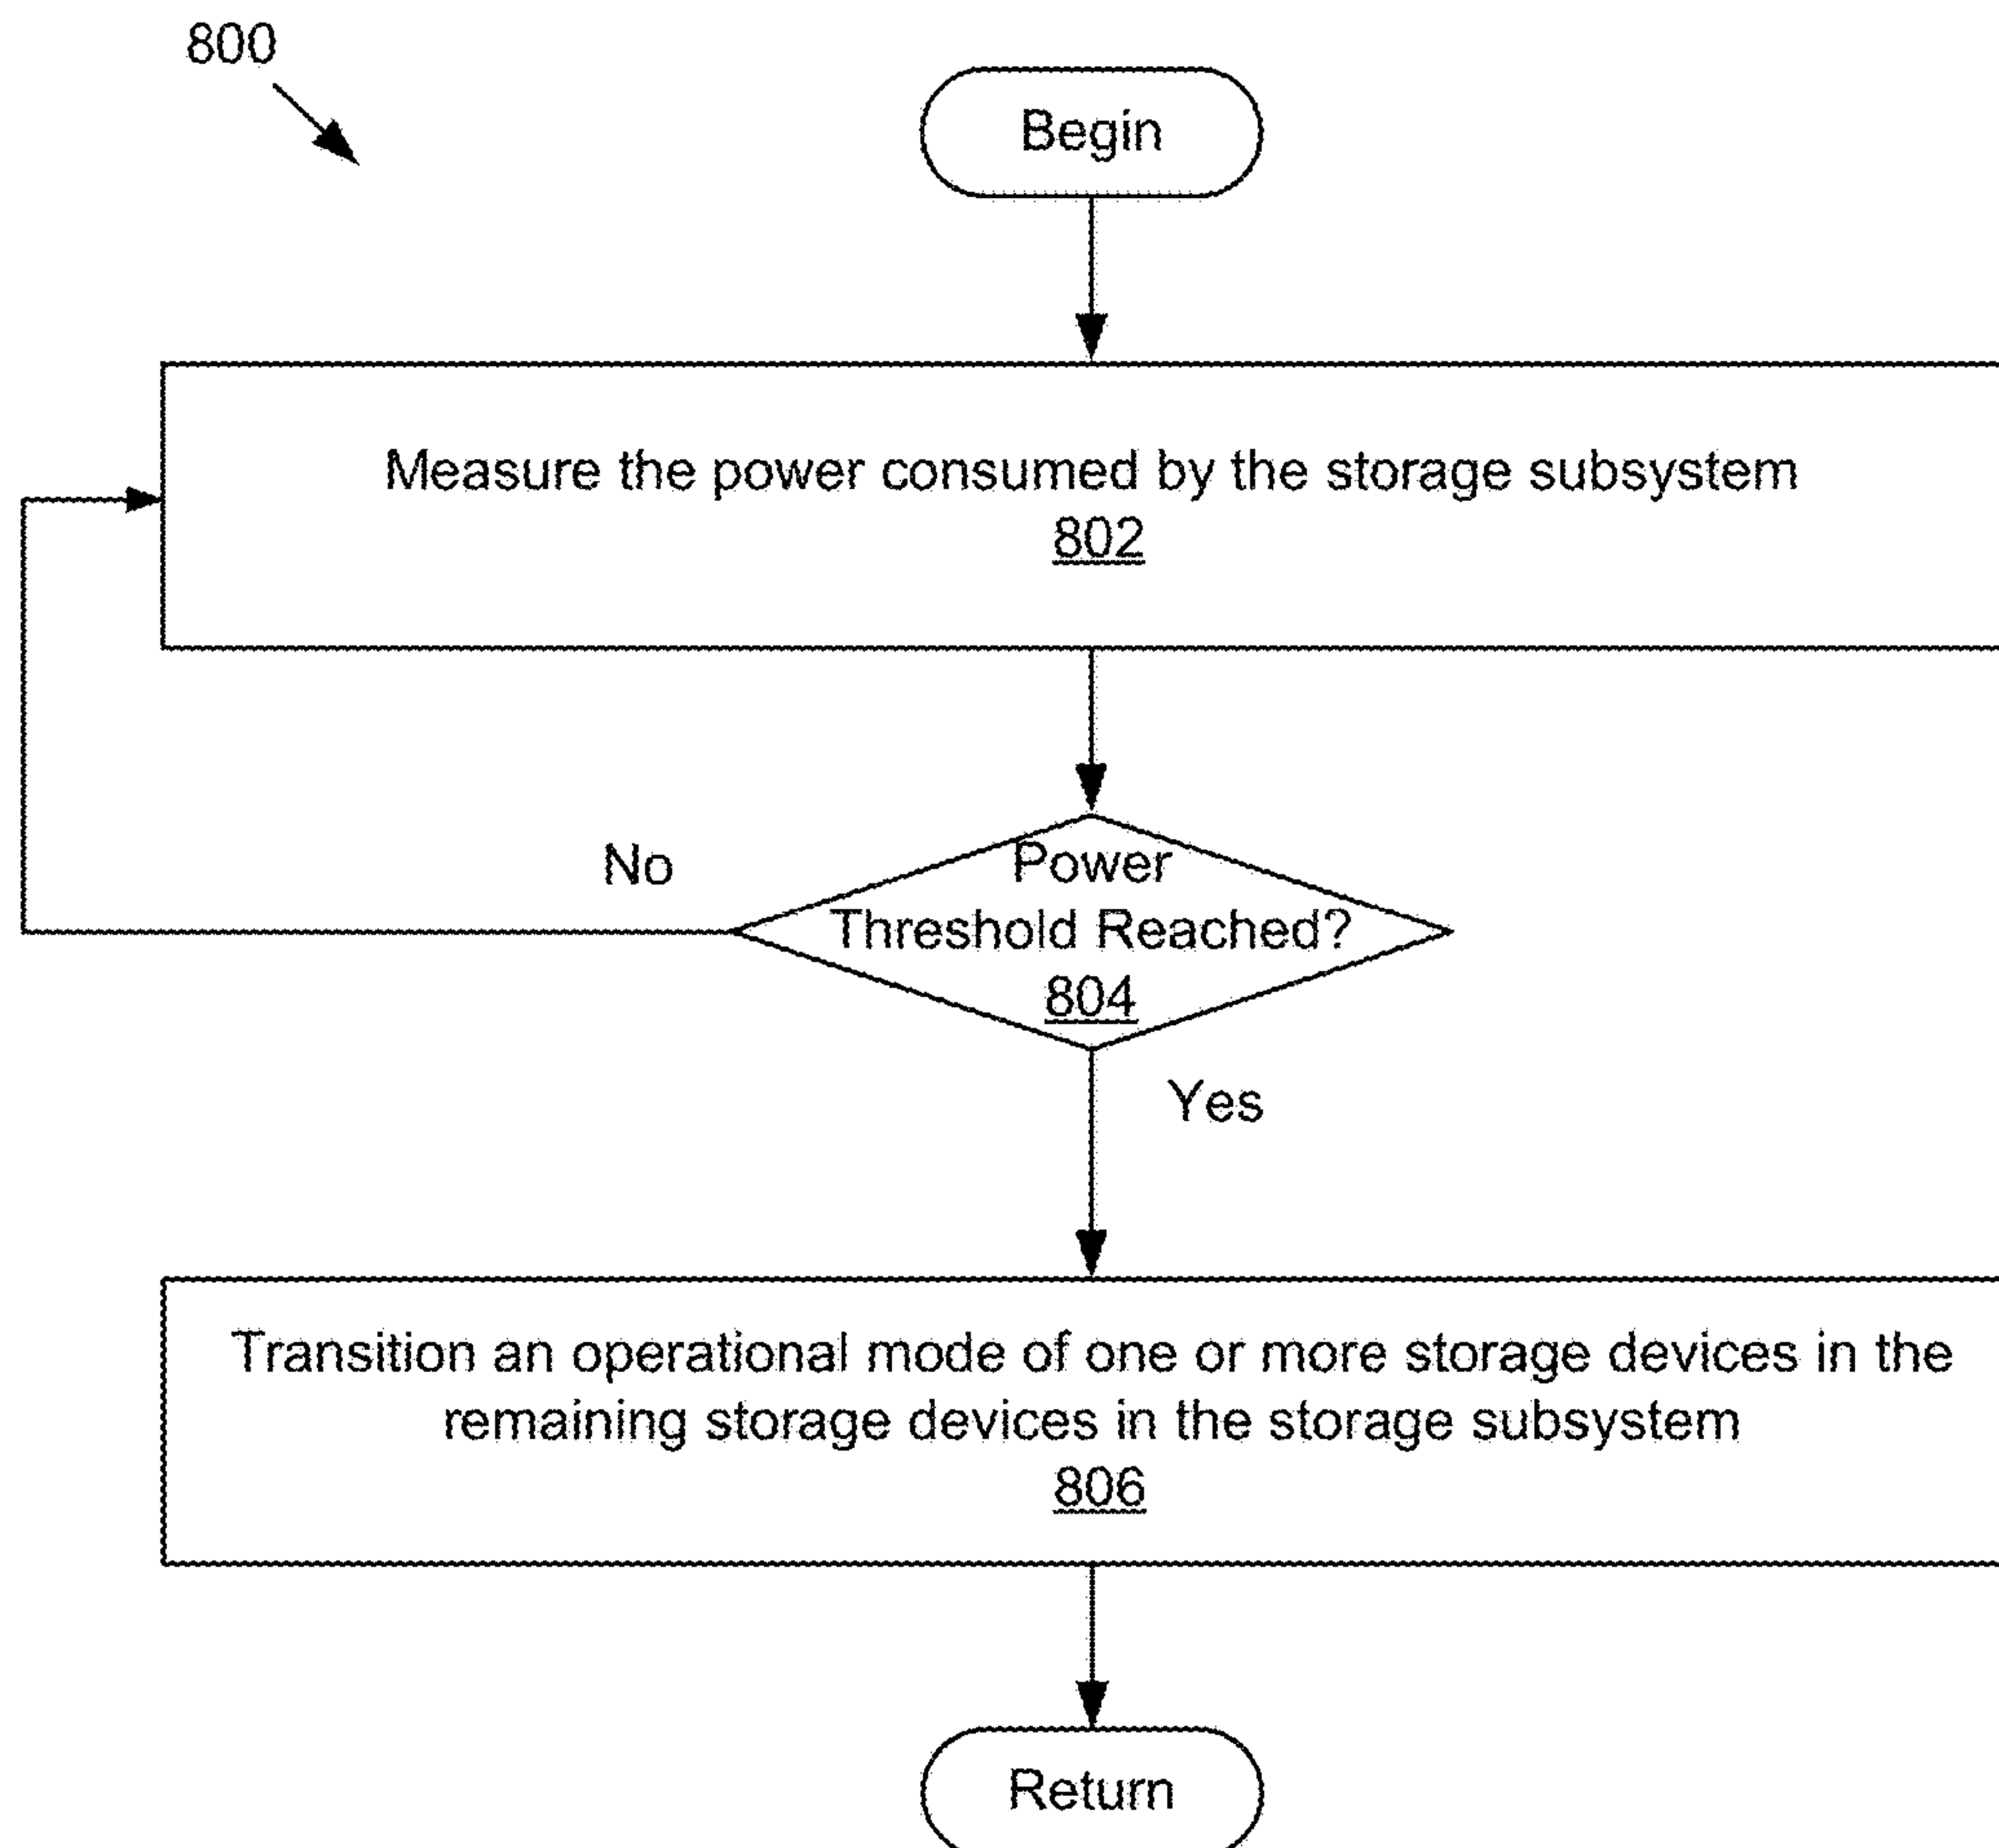 800
Begin
Measure the power consumed by the storage subsystem
802
No
Power
Threshold Reached?
804
Yes
Transition an operational mode of one or more storage devices in the
remaining storage devices in the storage subsystem
806
Return